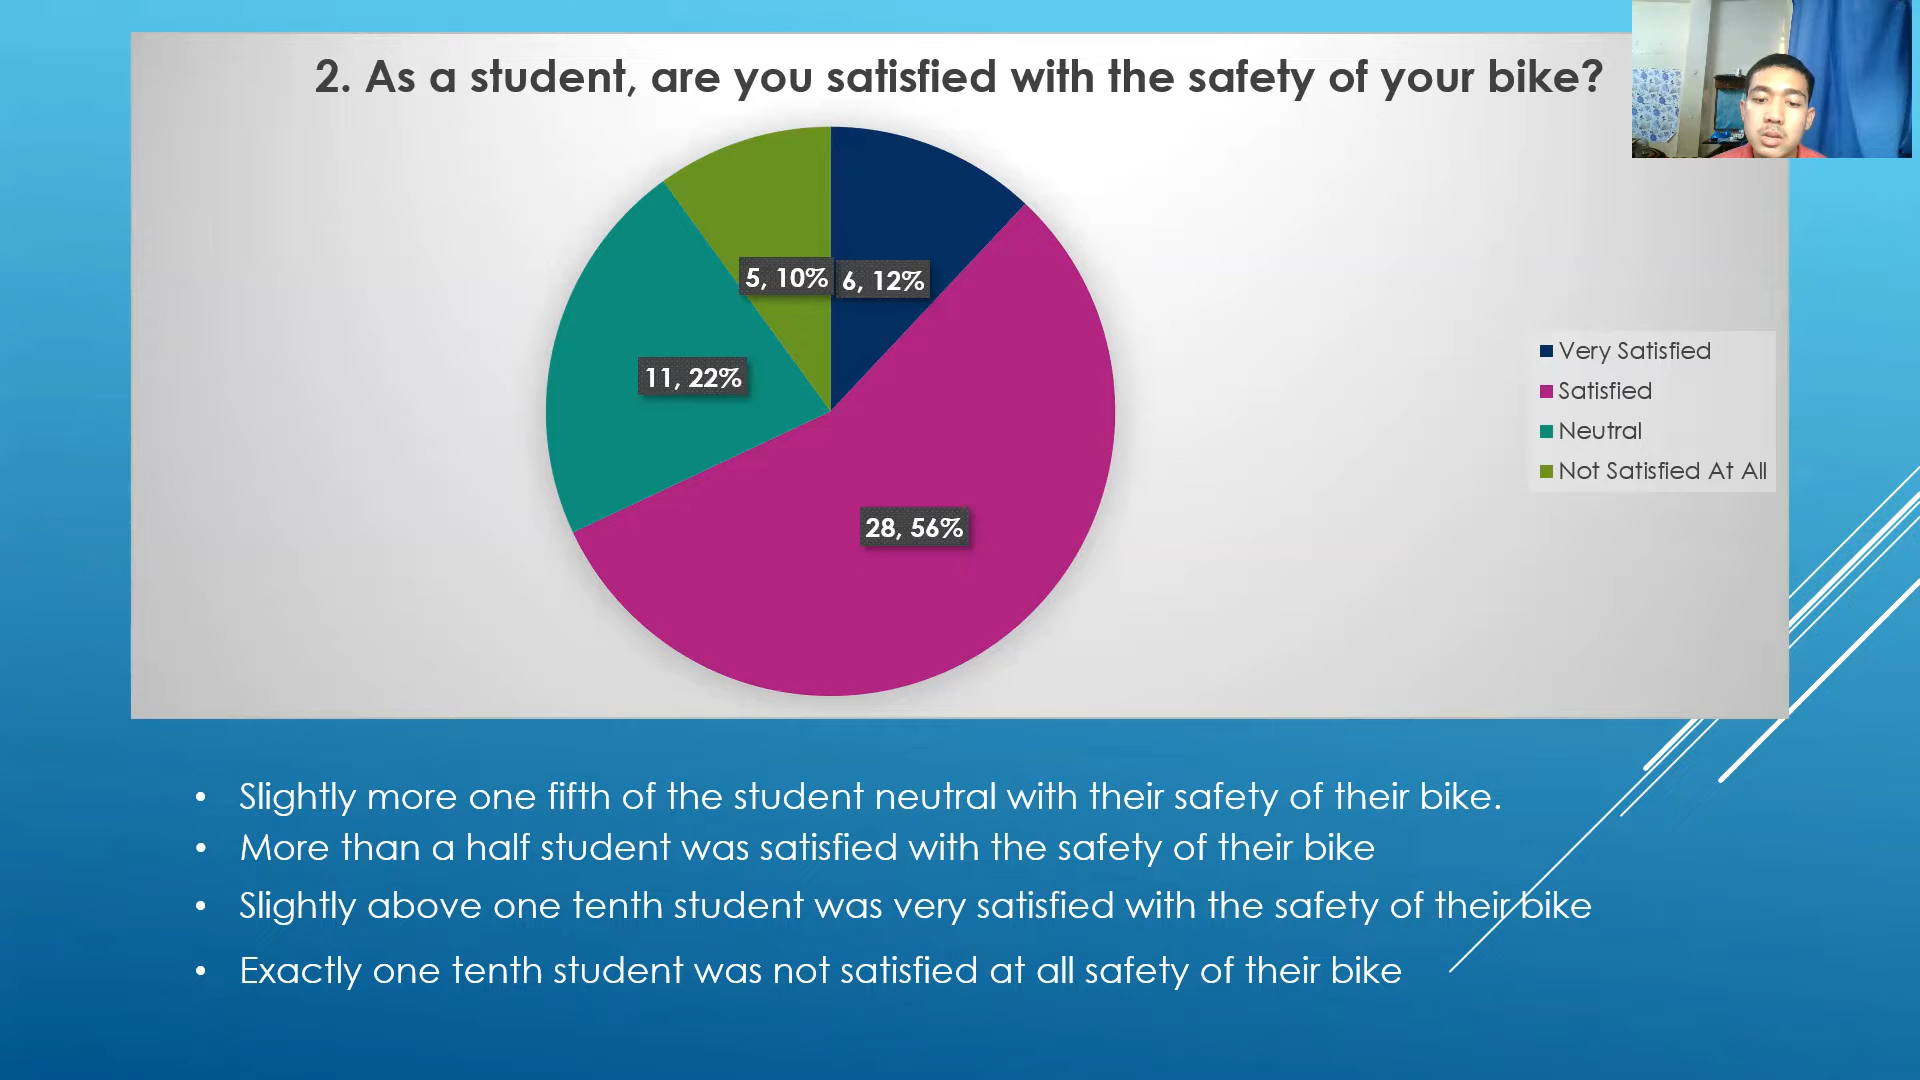 2. As a student, are you satisfied with the safety of your bike?
5, 10%
6, 12%
11, 22%
28, 56%
Very Satisfied
Satisfied
Neutral
Not Satisfied At All
• Slightly more one fifth of the student neutral with their safety of their bike.
• More than a half student was satisfied with the safety of their bike
• Slightly above one tenth student was very satisfied with the safety of their bike
• Exactly one tenth student was not satisfied at all safety of their bike